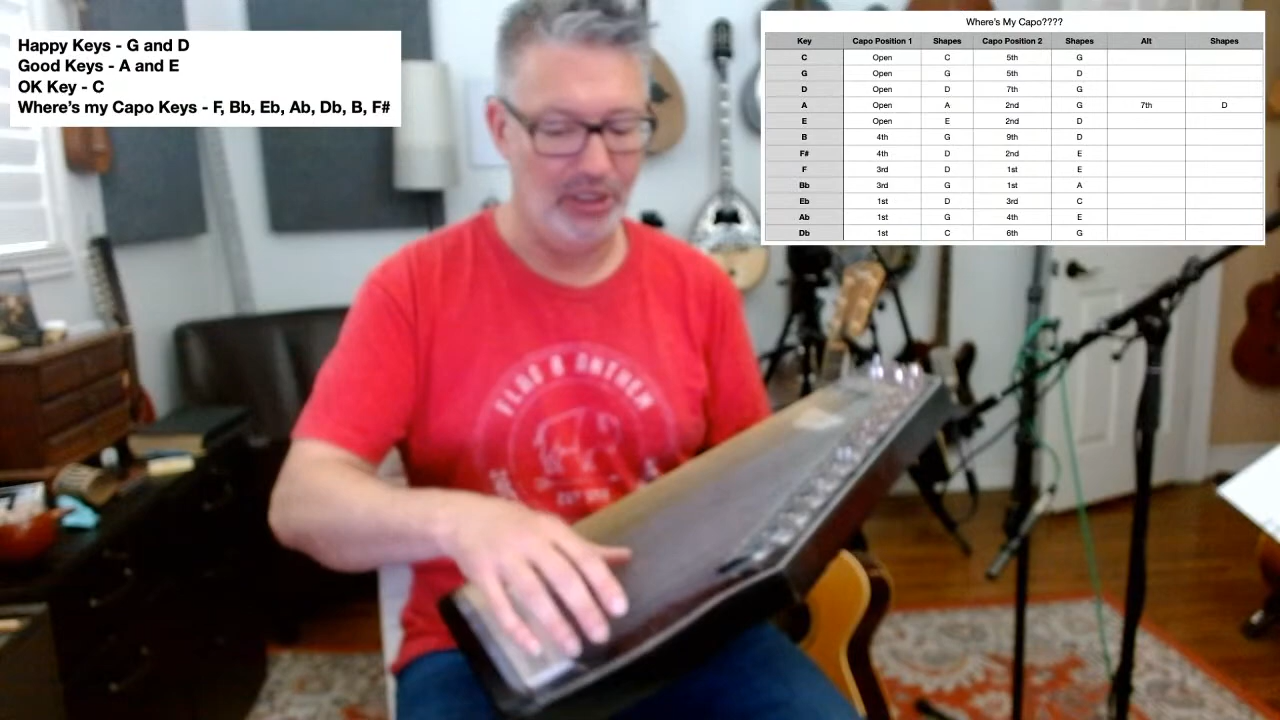 Happy Keys - G and D
Good Keys - A and E
OK Key - C
Where's my Capo Keys - F, Bb, Eb, Ab, Db, B, F#
Where's My Capo????
Key Capo Position 1 Shapes Capo Position 2 Shapes Alt Shapes
C Open C 5th G
G Open G 5th D
D Open D 7th G
A Open A 2nd G 7th D
E Open E 2nd D
B 4th G 9th D
F# 4th D 2nd E
F 3rd D 1st E
Bb 3rd G 1st A
Eb 1st D 3rd C
Ab 1st G 4th E
Db 1st C 6th G
FLAG & ANTHEM